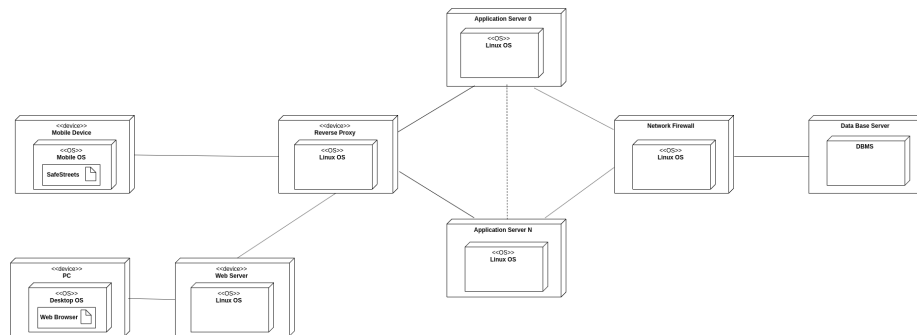 Application Server 0
<<OS>>
Linux OS
<<device>>
Mobile Device
<<OS>>
Mobile OS
SafeStreets
<<device>>
Reverse Proxy
<<OS>>
Linux OS
Network Firewall
<<OS>>
Linux OS
Data Base Server
DBMS
Application Server N
<<OS>>
Linux OS
<<device>>
PC
<<OS>>
Desktop OS
Web Browser
<<device>>
Web Server
<<OS>>
Linux OS